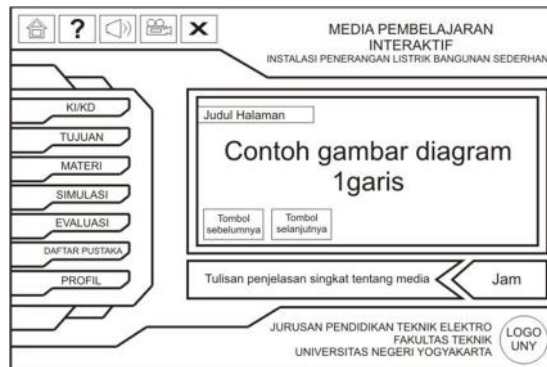 ?
X
MEDIA PEMBELAJARAN
INTERAKTIF
INSTALASI PENERANGAN LISTRIK BANGUNAN SEDERHAN
KI/KD
TUJUAN
MATERI
SIMULASI
EVALUASI
DAFTAR PUSTAKA
PROFIL
Judul Halaman
Contoh gambar diagram
1garis
Tombol
sebelumnya
Tombol
selanjutnya
Tulisan penjelasan singkat tentang media
Jam
JURUSAN PENDIDIKAN TEKNIK ELEKTRO
FAKULTAS TEKNIK
UNIVERSITAS NEGERI YOGYAKARTA
LOGO
UNY